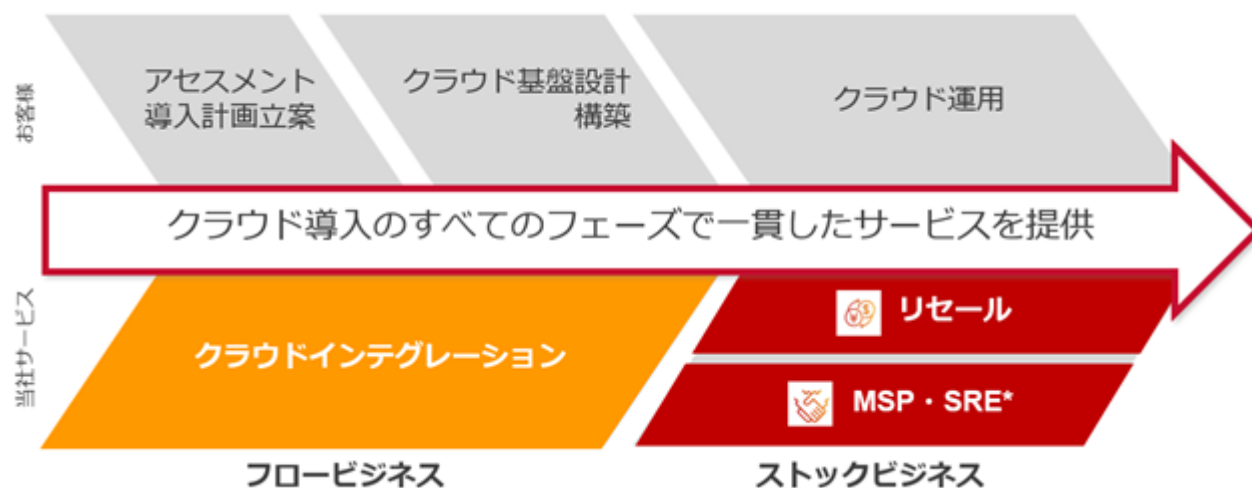 お客様
アセスメント
導入計画立案
クラウド基盤設計
構築
クラウド運用
クラウド導入のすべてのフェーズで一貫したサービスを提供
当社サービス
クラウドインテグレーション
¥ $ リセール
MSP・SRE*
フロービジネス
ストックビジネス